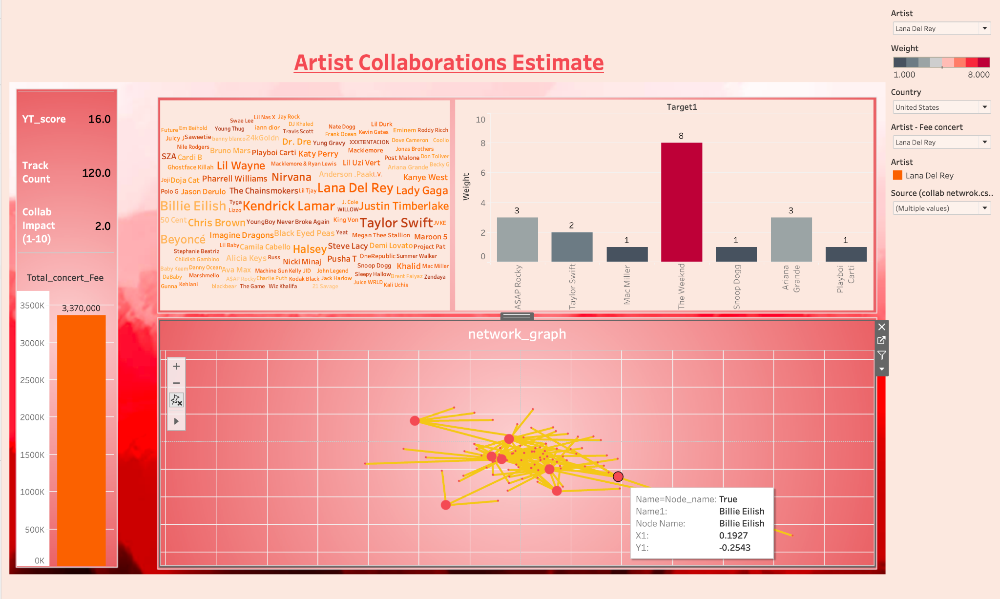 Artist Collaborations Estimate
YT_score 16.0
Track
Count 120.0
Collab
Impact 2.0
(1-10)
Total_concert_Fee
3500K
3,370,000
3000K
2500K
2000K
1500K
1000K
500K
0K
Lil Nas X Jay Rock
Swae Lee DJ Khaled Lil Durk
Future Em Beihold Young Thug iann dior Travis Scott Nate Dogg Eminem Roddy Ricch
Frank Ocean Kevin Gates
Juicy J Saweetie benny blanco 24kGoldn Dr. Dre Yung Gravy XXXTENTACION Dove Cameron Coolio
Nile Rodgers Bruno Mars Playboi Carti Katy Perry Macklemore Jonas Brothers
SZA Cardi B Post Malone Don Toliver
Ghostface Killah Lil Wayne Macklemore & Ryan Lewis Lil Uzi Vert Ariana Grande Becky G
Joji Doja Cat Pharrell Williams Nirvana Anderson .Paak L.V. Kanye West
Polo G Jason Derulo The Chainsmokers Lil Tjay Lana Del Rey Lady Gaga
Billie Eilish Tyga Kendrick Lamar J. Cole Justin Timberlake
Lizzo WILLOW
50 Cent Chris Brown YoungBoy Never Broke Again King Von Taylor Swift JVKE
Beyoncé Imagine Dragons Black Eyed Peas Yeat Megan Thee Stallion Maroon 5
Lil Baby Camila Cabello Halsey Steve Lacy Demi Lovato Project Pat
Stephanie Beatriz
Childish Gambino Alicia Keys Russ Nicki Minaj Pusha T OneRepublic Summer Walker
Baby Keem Danny Ocean Ava Max Machine Gun Kelly JID John Legend Snoop Dogg Khalid Mac Miller
DaBaby Marshmello A$AP Rocky Charlie Puth Kodak Black Jack Harlow Sleepy Hallow Brent Faiyaz Zendaya
Gunna Kehlani blackbear The Game Wiz Khalifa 21 Savage Juice WRLD Kali Uchis
Target1
Weight
10
8
6
4
2
0
3
2
1
8
1
3
1
A$AP Rocky
Taylor Swift
Mac Miller
The Weeknd
Snoop Dogg
Ariana
Grande
Playboi
Carti
network_graph
Name=Node_name: True
Name1: Billie Eilish
Node Name: Billie Eilish
X1: 0.1927
Y1: -0.2543
Artist
Lana Del Rey
Weight
1.000 8.000
Country
United States
Artist - Fee concert
Lana Del Rey
Artist
Lana Del Rey
Source (collab netwrok.cs..
(Multiple values)